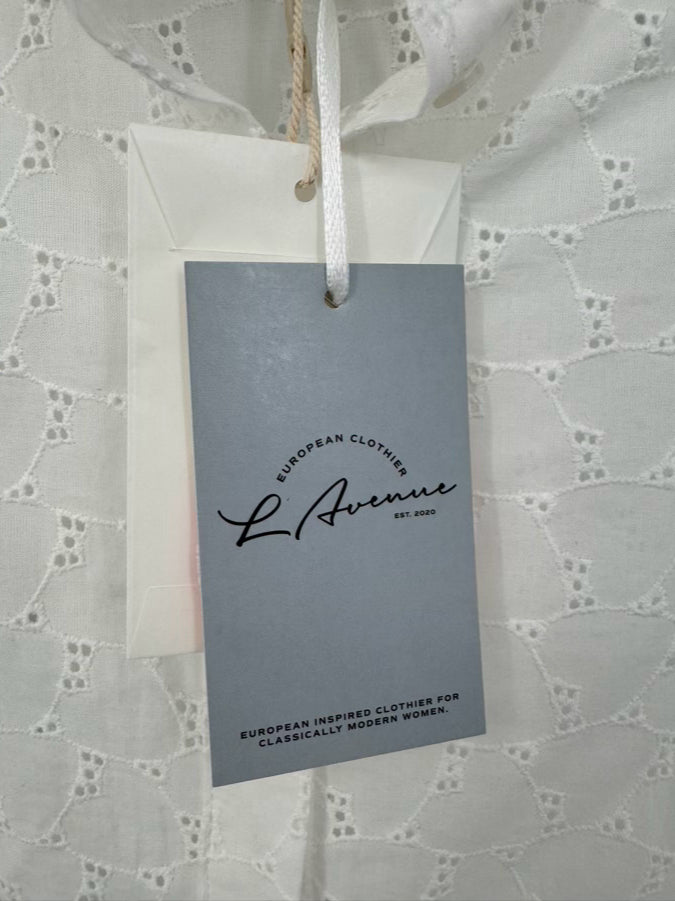 EUROPEAN CLOTHIER
L Avenue
EST. 2020
EUROPEAN INSPIRED CLOTHIER FOR
CLASSICALLY MODERN WOMEN.